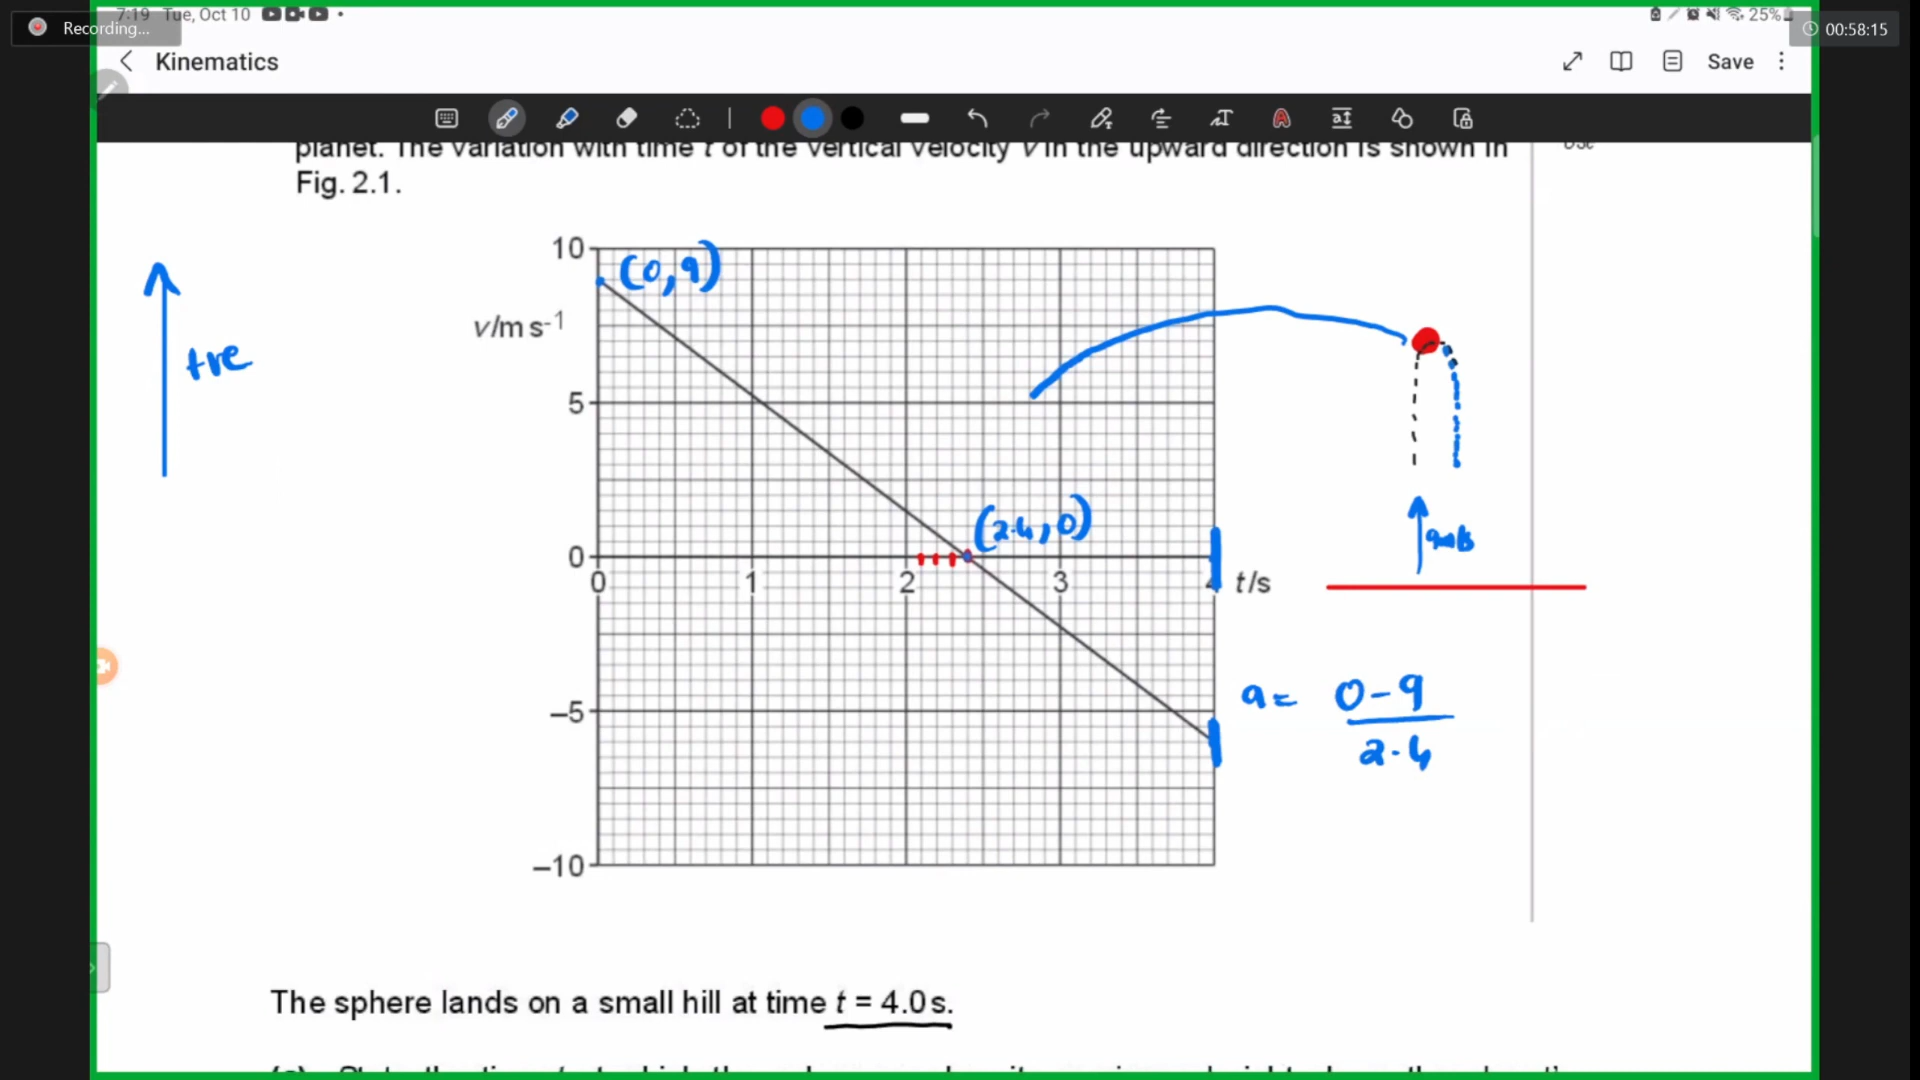 Recording...
7:19 Tue, Oct 10
25%
00:58:15
Kinematics
Save
planet. The variation with time t of the vertical velocity v in the upward direction is shown in
Fig. 2.1.
10
(0,9)
v/m s-1
+ve
5
(2.4,0)
0
0 1 2 3 4 t/s
−5
a= 0-9
2.4
−10
The sphere lands on a small hill at time t = 4.0 s.